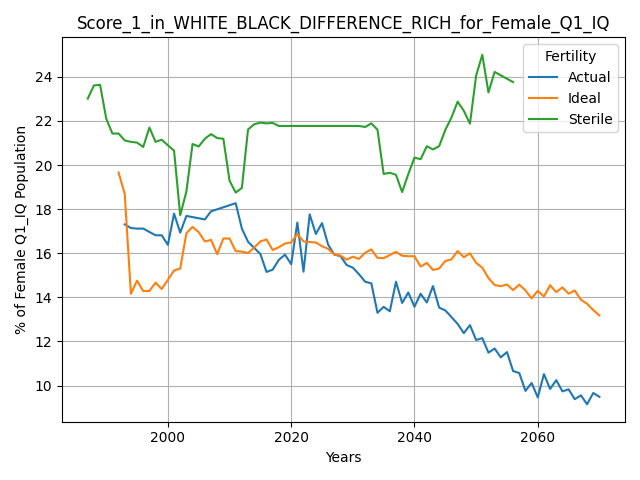 Score_1_in_WHITE_BLACK_DIFFERENCE_RICH_for_Female_Q1_IQ
% of Female Q1_IQ Population
24
22
20
18
16
14
12
10
Fertility
Actual
Ideal
Sterile
2000
2020
2040
2060
Years